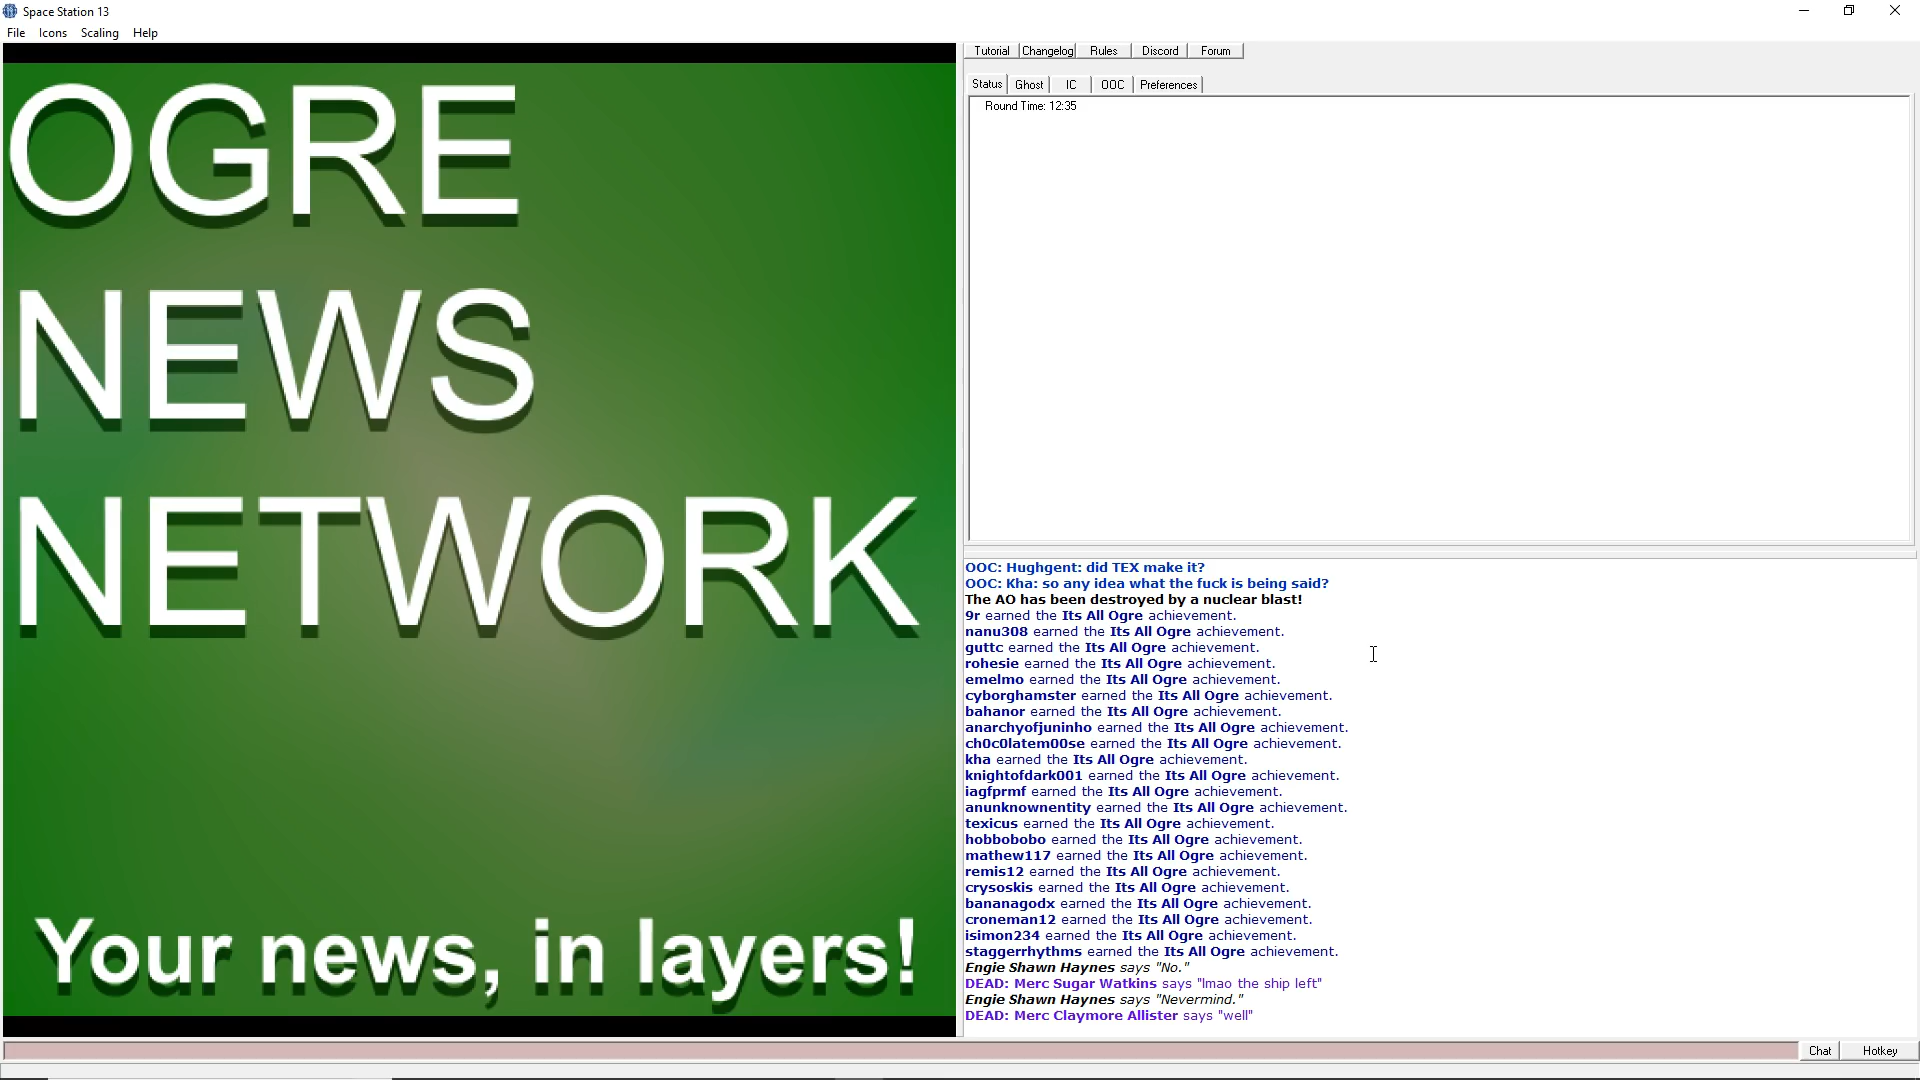 Space Station 13
File Icons Scaling Help
OGRE
NEWS
NETWORK
Your news, in layers!
Tutorial Changelog Rules Discord Forum
Status Ghost IC OOC Preferences
Round Time: 12:35
OOC: Hughgent: did TEX make it?
OOC: Kha: so any idea what the fuck is being said?
The AO has been destroyed by a nuclear blast!
9r earned the Its All Ogre achievement.
nanu308 earned the Its All Ogre achievement.
guttc earned the Its All Ogre achievement.
rohesie earned the Its All Ogre achievement.
emelmo earned the Its All Ogre achievement.
cyborghamster earned the Its All Ogre achievement.
bahanor earned the Its All Ogre achievement.
anarchyofjuninho earned the Its All Ogre achievement.
ch0c0latem00se earned the Its All Ogre achievement.
kha earned the Its All Ogre achievement.
knightofdark001 earned the Its All Ogre achievement.
iagfprmf earned the Its All Ogre achievement.
anunknownentity earned the Its All Ogre achievement.
texicus earned the Its All Ogre achievement.
hobbobobo earned the Its All Ogre achievement.
mathew117 earned the Its All Ogre achievement.
remis12 earned the Its All Ogre achievement.
crysoskis earned the Its All Ogre achievement.
bananagodx earned the Its All Ogre achievement.
croneman12 earned the Its All Ogre achievement.
isimon234 earned the Its All Ogre achievement.
staggerrhythms earned the Its All Ogre achievement.
Engie Shawn Haynes says "No."
DEAD: Merc Sugar Watkins says "lmao the ship left"
Engie Shawn Haynes says "Nevermind."
DEAD: Merc Claymore Allister says "well"
Chat Hotkey